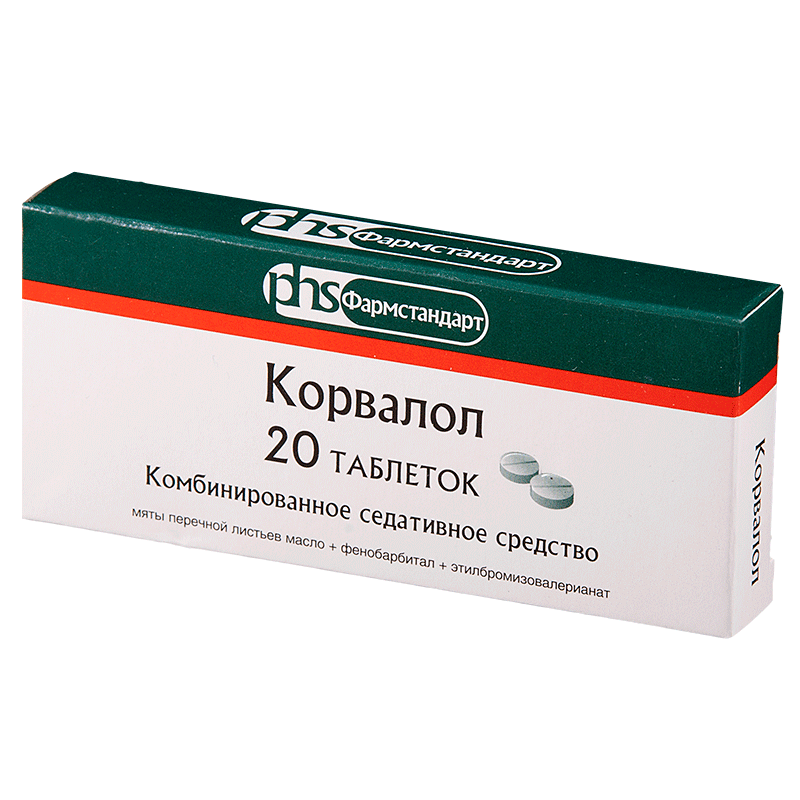 phs Фармстандарт
phs Фармстандарт
Корвалол
20 ТАБЛЕТОК
Комбинированное седативное средство
мяты перечной листьев масло + фенобарбитал + этилбромизовалерианат
Корвалол